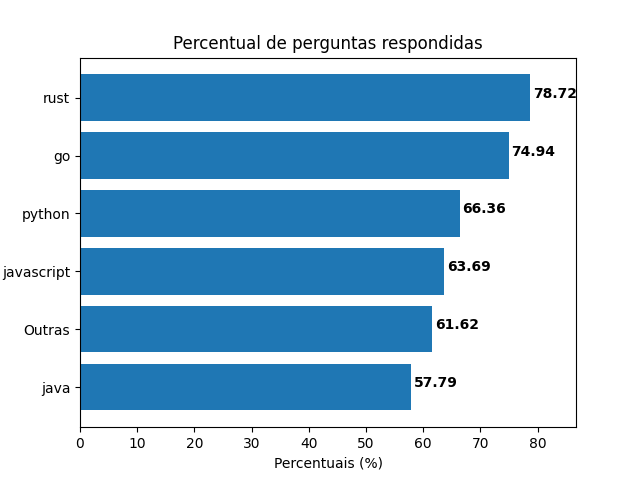 Percentual de perguntas respondidas
rust
78.72
go
74.94
python
66.36
javascript
63.69
Outras
61.62
java
57.79
0 10 20 30 40 50 60 70 80
Percentuais (%)